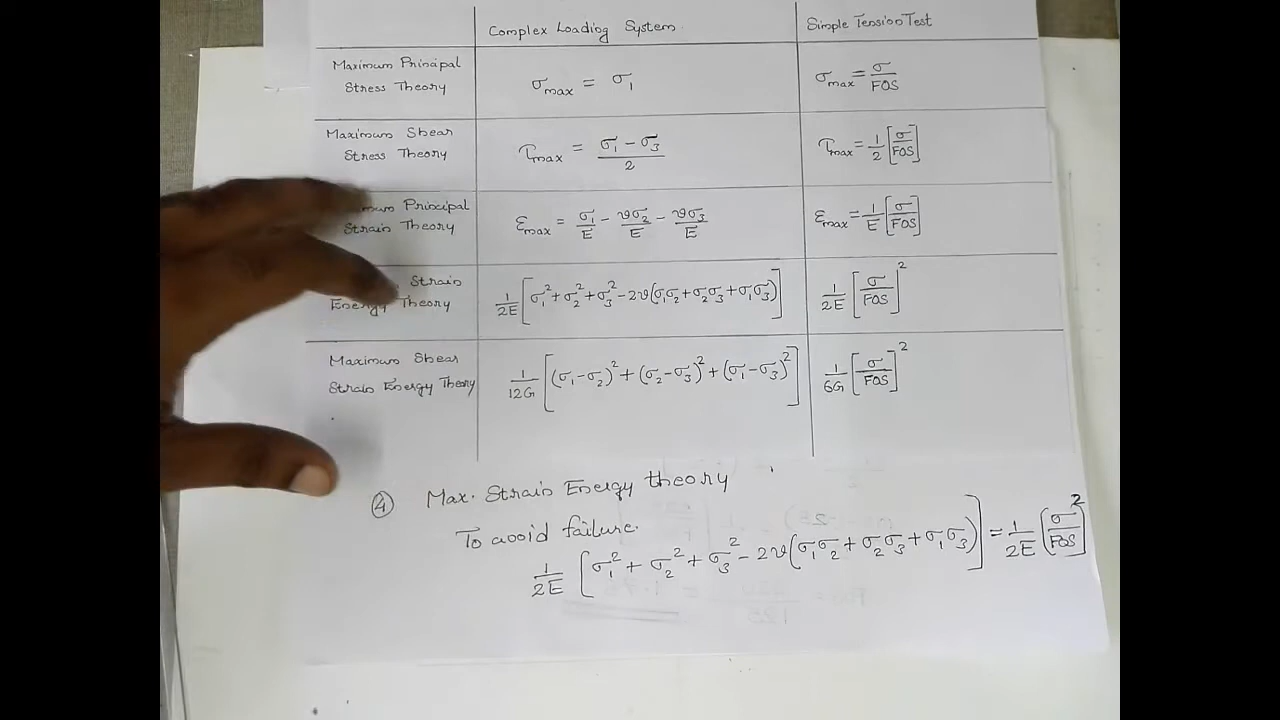 Complex Loading System
Simple Tension Test
Maximum Principal
Stress Theory
σmax = σ1
σmax = σ/FOS
Maximum Shear
Stress Theory
τmax = (σ1 - σ3)/2
τmax = 1/2 [σ/FOS]
Principal
Strain Theory
εmax = σ1/E - ϑσ2/E - ϑσ3/E
εmax = 1/E [σ/FOS]
Strain
Energy Theory
1/2E [σ1² + σ2² + σ3² - 2ϑ(σ1σ2 + σ2σ3 + σ1σ3)]
1/2E [σ/FOS]²
Maximum Shear
Strain Energy Theory
1/12G [(σ1 - σ2)² + (σ2 - σ3)² + (σ1 - σ3)²]
1/6G [σ/FOS]²
④ Max. Strain Energy theory
To avoid failure.
1/2E [σ1² + σ2² + σ3² - 2ϑ(σ1σ2 + σ2σ3 + σ1σ3)] = 1/2E (σ/FOS)²